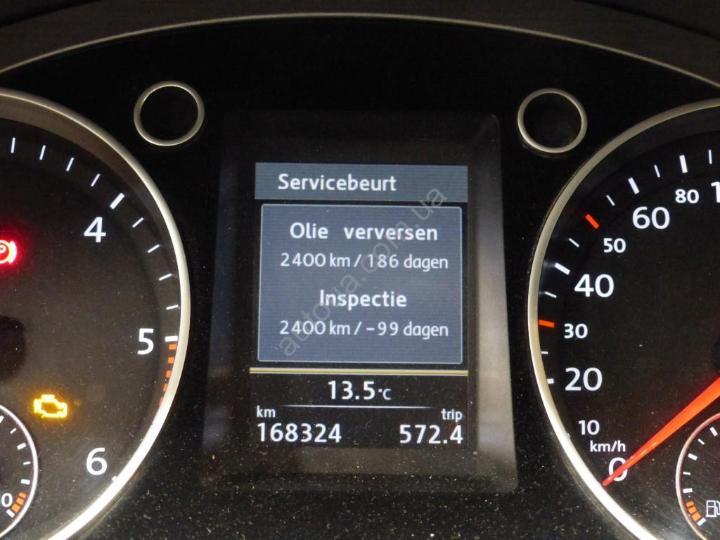 Servicebeurt
Olie verversen
2400 km / 186 dagen
Inspectie
2400 km / -99 dagen
13.5°C
km trip
168324 572.4
4
5
6
0
10
20
30
40
50
60
80
km/h
0
autoua.com.ua